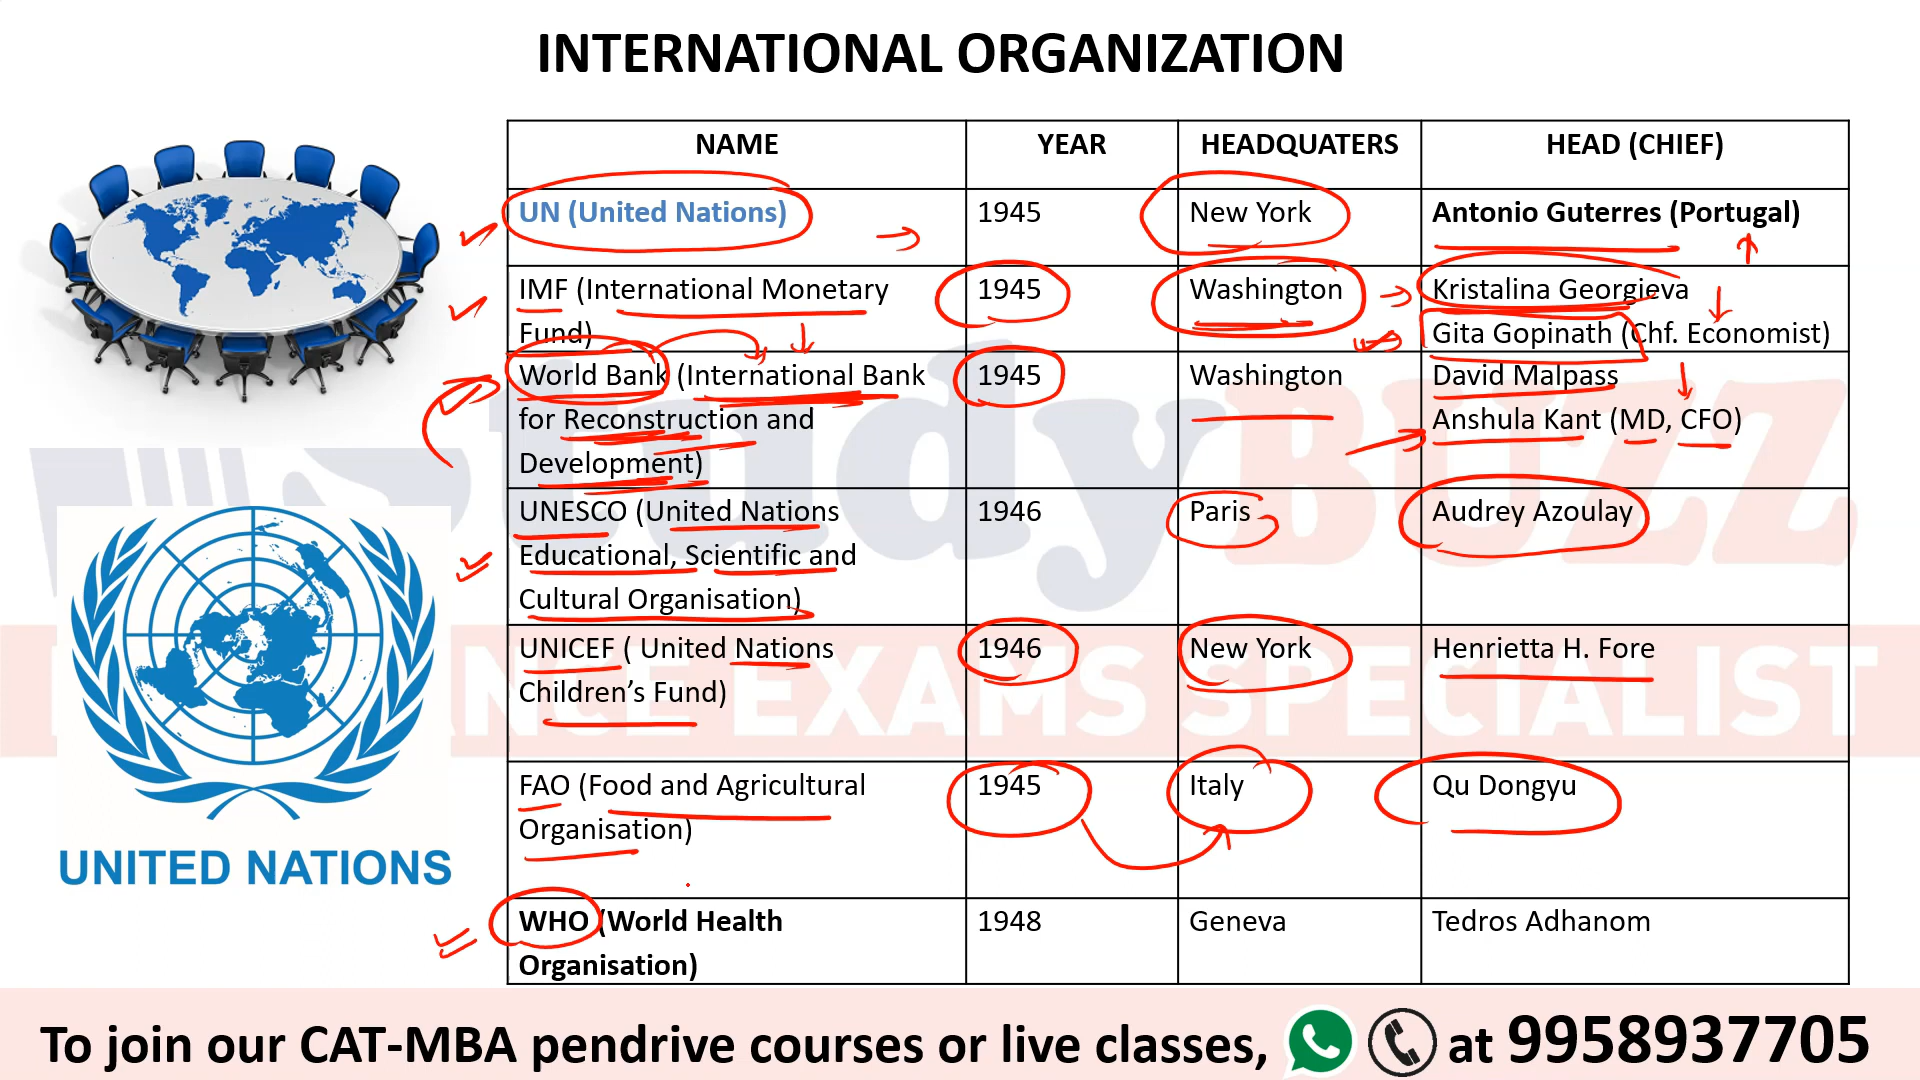 INTERNATIONAL ORGANIZATION
NAME YEAR HEADQUATERS HEAD (CHIEF)
UN (United Nations) 1945 New York Antonio Guterres (Portugal)
IMF (International Monetary 1945 Washington Kristalina Georgieva
Fund) Gita Gopinath (Chf. Economist)
World Bank (International Bank 1945 Washington David Malpass
for Reconstruction and Anshula Kant (MD, CFO)
Development)
UNESCO (United Nations 1946 Paris Audrey Azoulay
Educational, Scientific and
Cultural Organisation)
UNICEF ( United Nations 1946 New York Henrietta H. Fore
Children’s Fund)
FAO (Food and Agricultural 1945 Italy Qu Dongyu
Organisation)
WHO (World Health 1948 Geneva Tedros Adhanom
Organisation)
UNITED NATIONS
StudyBUZZ
EXAMS SPECIALIST
To join our CAT-MBA pendrive courses or live classes, at 9958937705